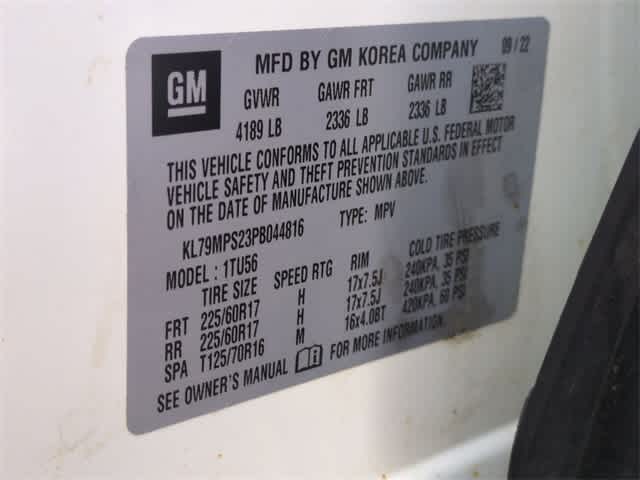 GM
MFD BY GM KOREA COMPANY 09/22
GVWR GAWR FRT GAWR RR
4189 LB 2336 LB 2336 LB
THIS VEHICLE CONFORMS TO ALL APPLICABLE U.S. FEDERAL MOTOR
VEHICLE SAFETY AND THEFT PREVENTION STANDARDS IN EFFECT
ON THE DATE OF MANUFACTURE SHOWN ABOVE.
KL79MPS23PB044816 TYPE: MPV
MODEL : 1TU56
TIRE SIZE SPEED RTG RIM COLD TIRE PRESSURE
FRT 225/60R17 H 17x7.5J 240KPA, 35 PSI
RR 225/60R17 H 17x7.5J 240KPA, 35 PSI
SPA T125/70R16 M 16x4.0BT 420KPA, 60 PSI
SEE OWNER'S MANUAL FOR MORE INFORMATION.